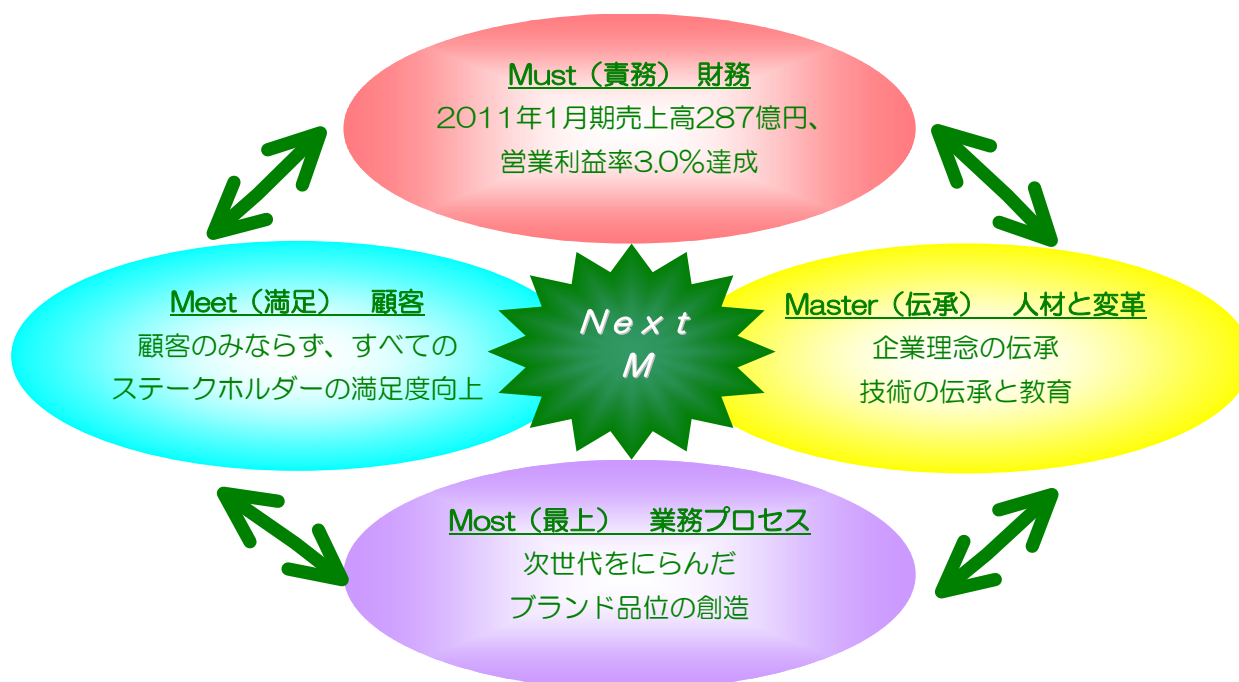 Must（責務）　財務
2011年1月期売上高287億円、
営業利益率3.0%達成
Meet（満足）　顧客
顧客のみならず、すべての
ステークホルダーの満足度向上
Next
M
Master（伝承）　人材と変革
企業理念の伝承
技術の伝承と教育
Most（最上）　業務プロセス
次世代をにらんだ
ブランド品位の創造